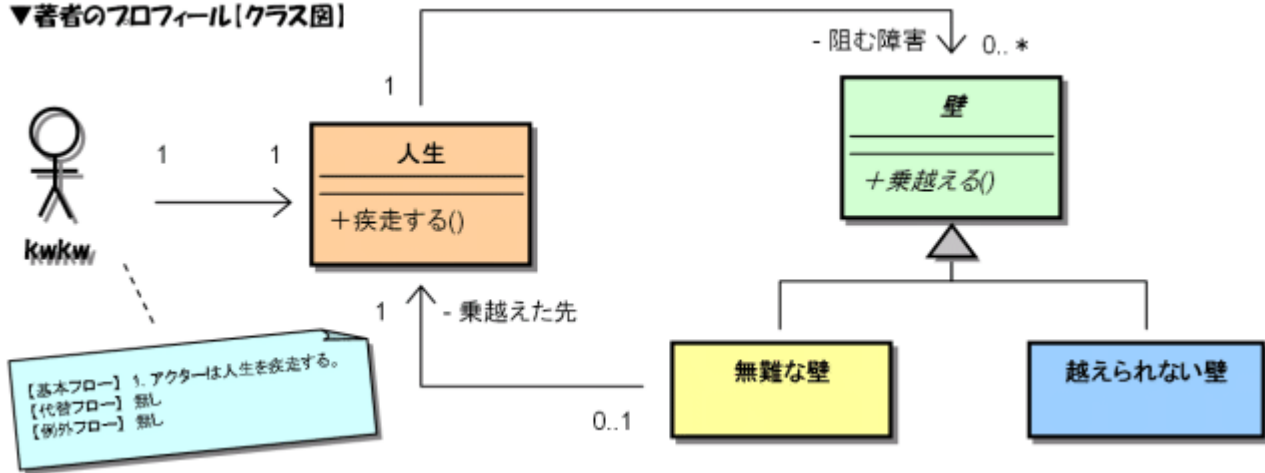 ▼著者のプロフィール【クラス図】
- 阻む障害
0..*
1
壁
+乗越える()
1
1
人生
+疾走する()
kwkw
1
- 乗越えた先
【基本フロー】 1. アクターは人生を疾走する。
【代替フロー】 無し
【例外フロー】 無し
0..1
無難な壁
越えられない壁